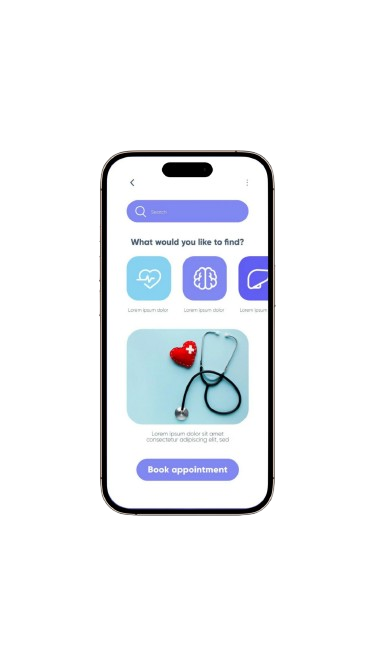 Search
What would you like to find?
Lorem ipsum dolor
Lorem ipsum dolor
Lorem ipsum
Lorem ipsum dolor sit amet
consectetur adipiscing elit, sed
Book appointment